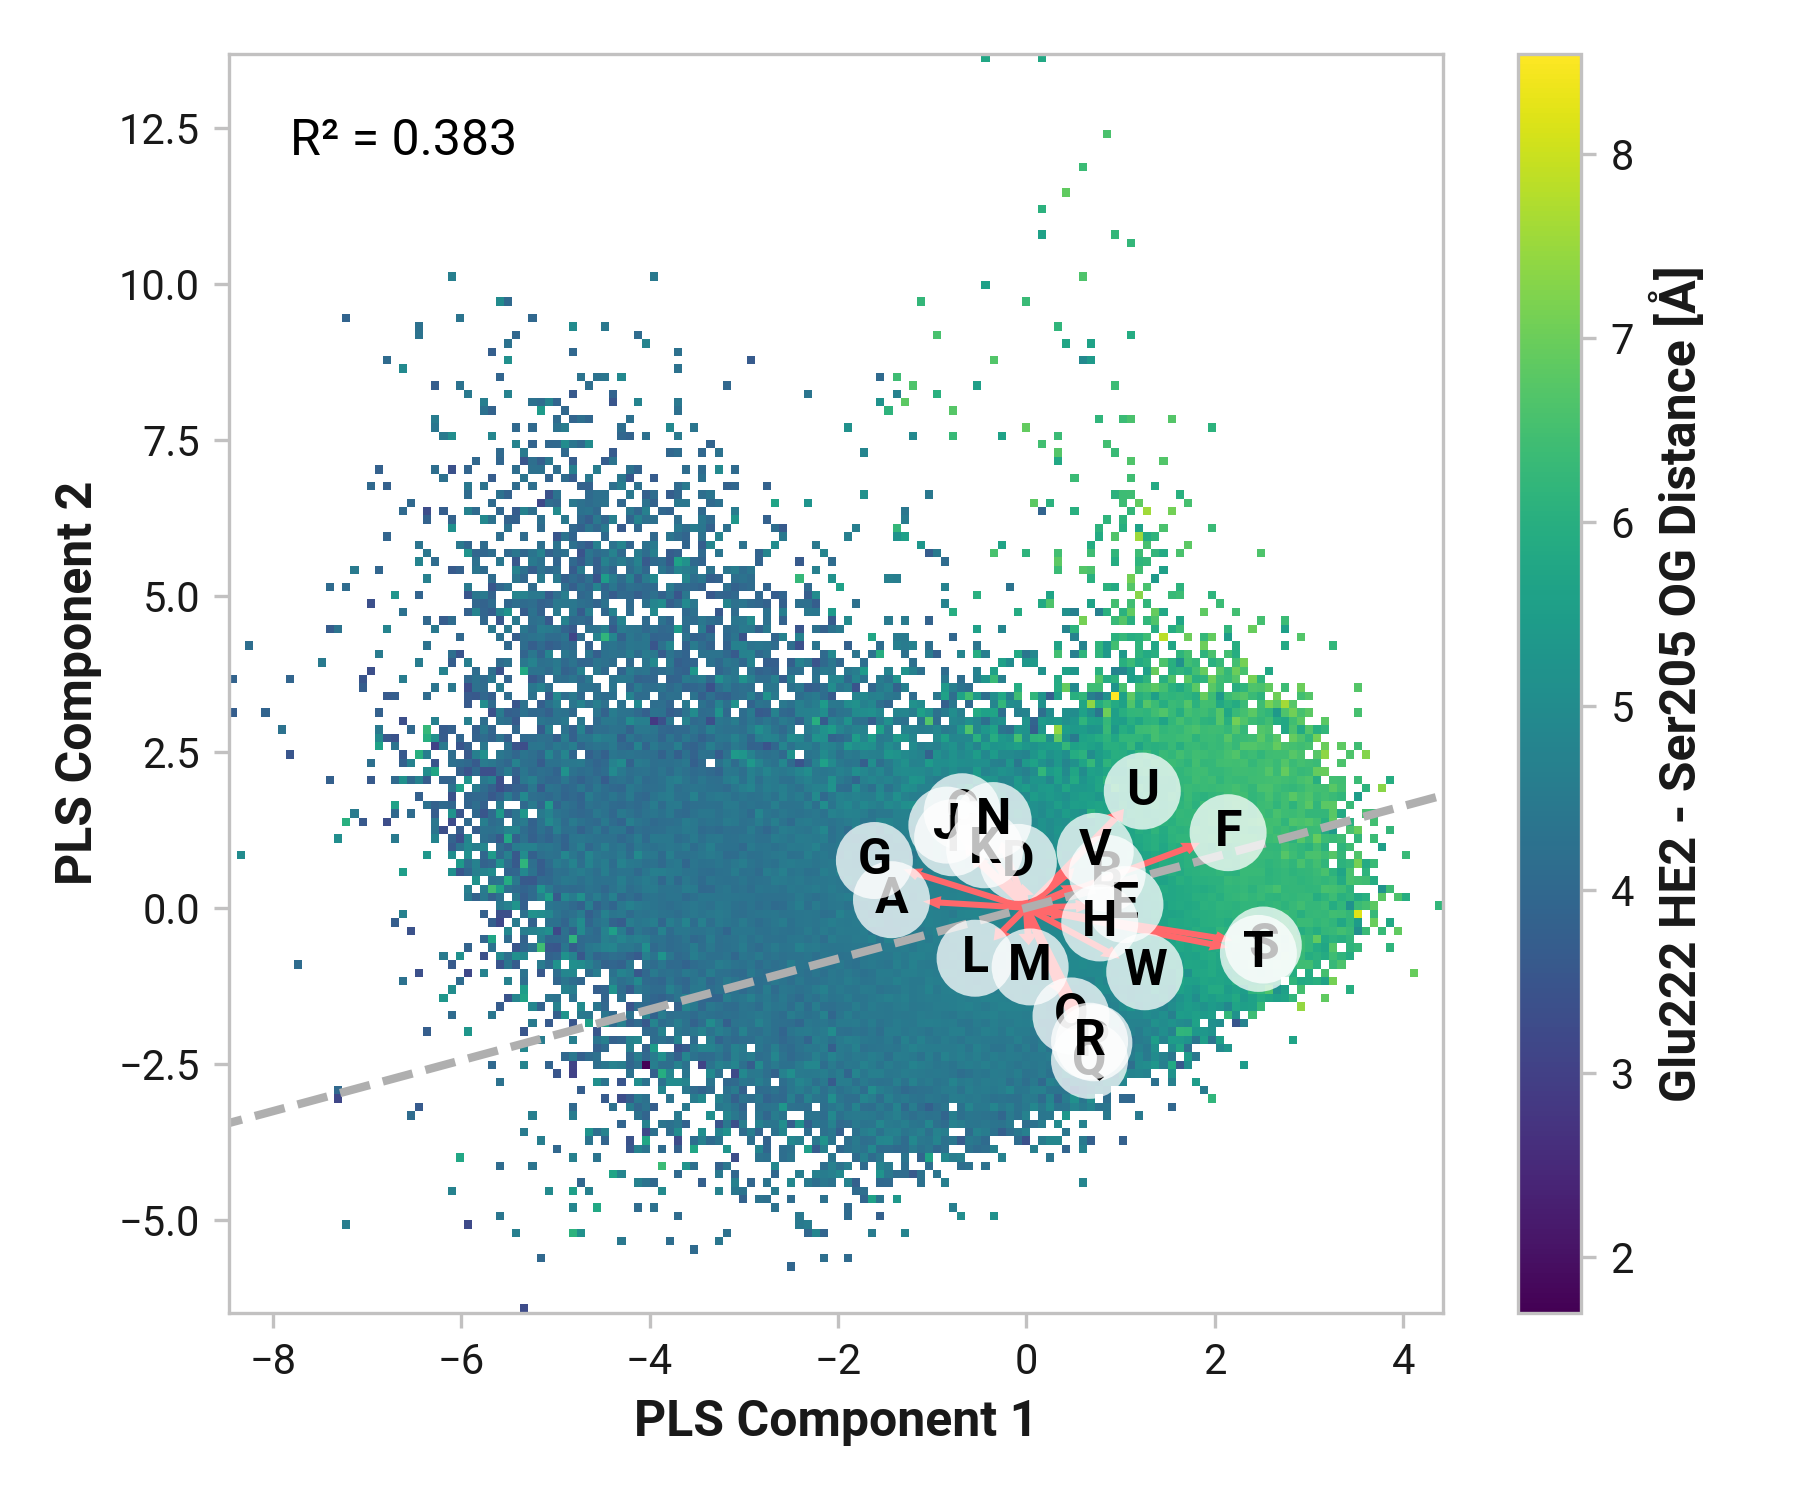 R² = 0.383
12.5
10.0
7.5
5.0
2.5
0.0
−2.5
−5.0
PLS Component 2
−8
−6
−4
−2
0
2
4
PLS Component 1
8
7
6
5
4
3
2
Glu222 HE2 - Ser205 OG Distance [Å]
U
F
J
N
K
D
V
B
G
A
E
H
L
M
W
T
S
R
Q